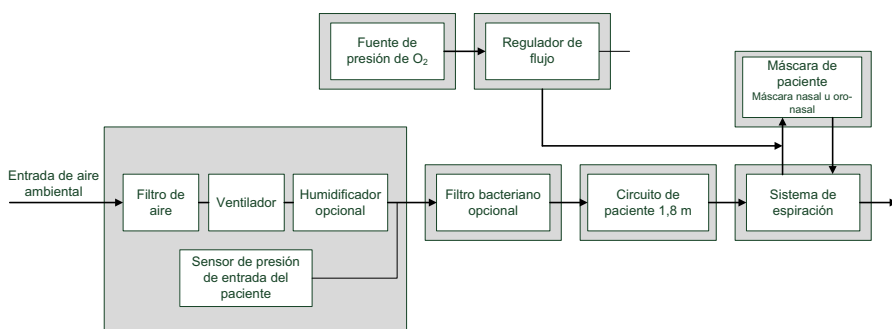 Fuente de
presión de O₂
Regulador de
flujo
Máscara de
paciente
Máscara nasal u oro-
nasal
Entrada de aire
ambiental
Filtro de
aire
Ventilador
Humidificador
opcional
Filtro bacteriano
opcional
Circuito de
paciente 1,8 m
Sistema de
espiración
Sensor de presión
de entrada del
paciente